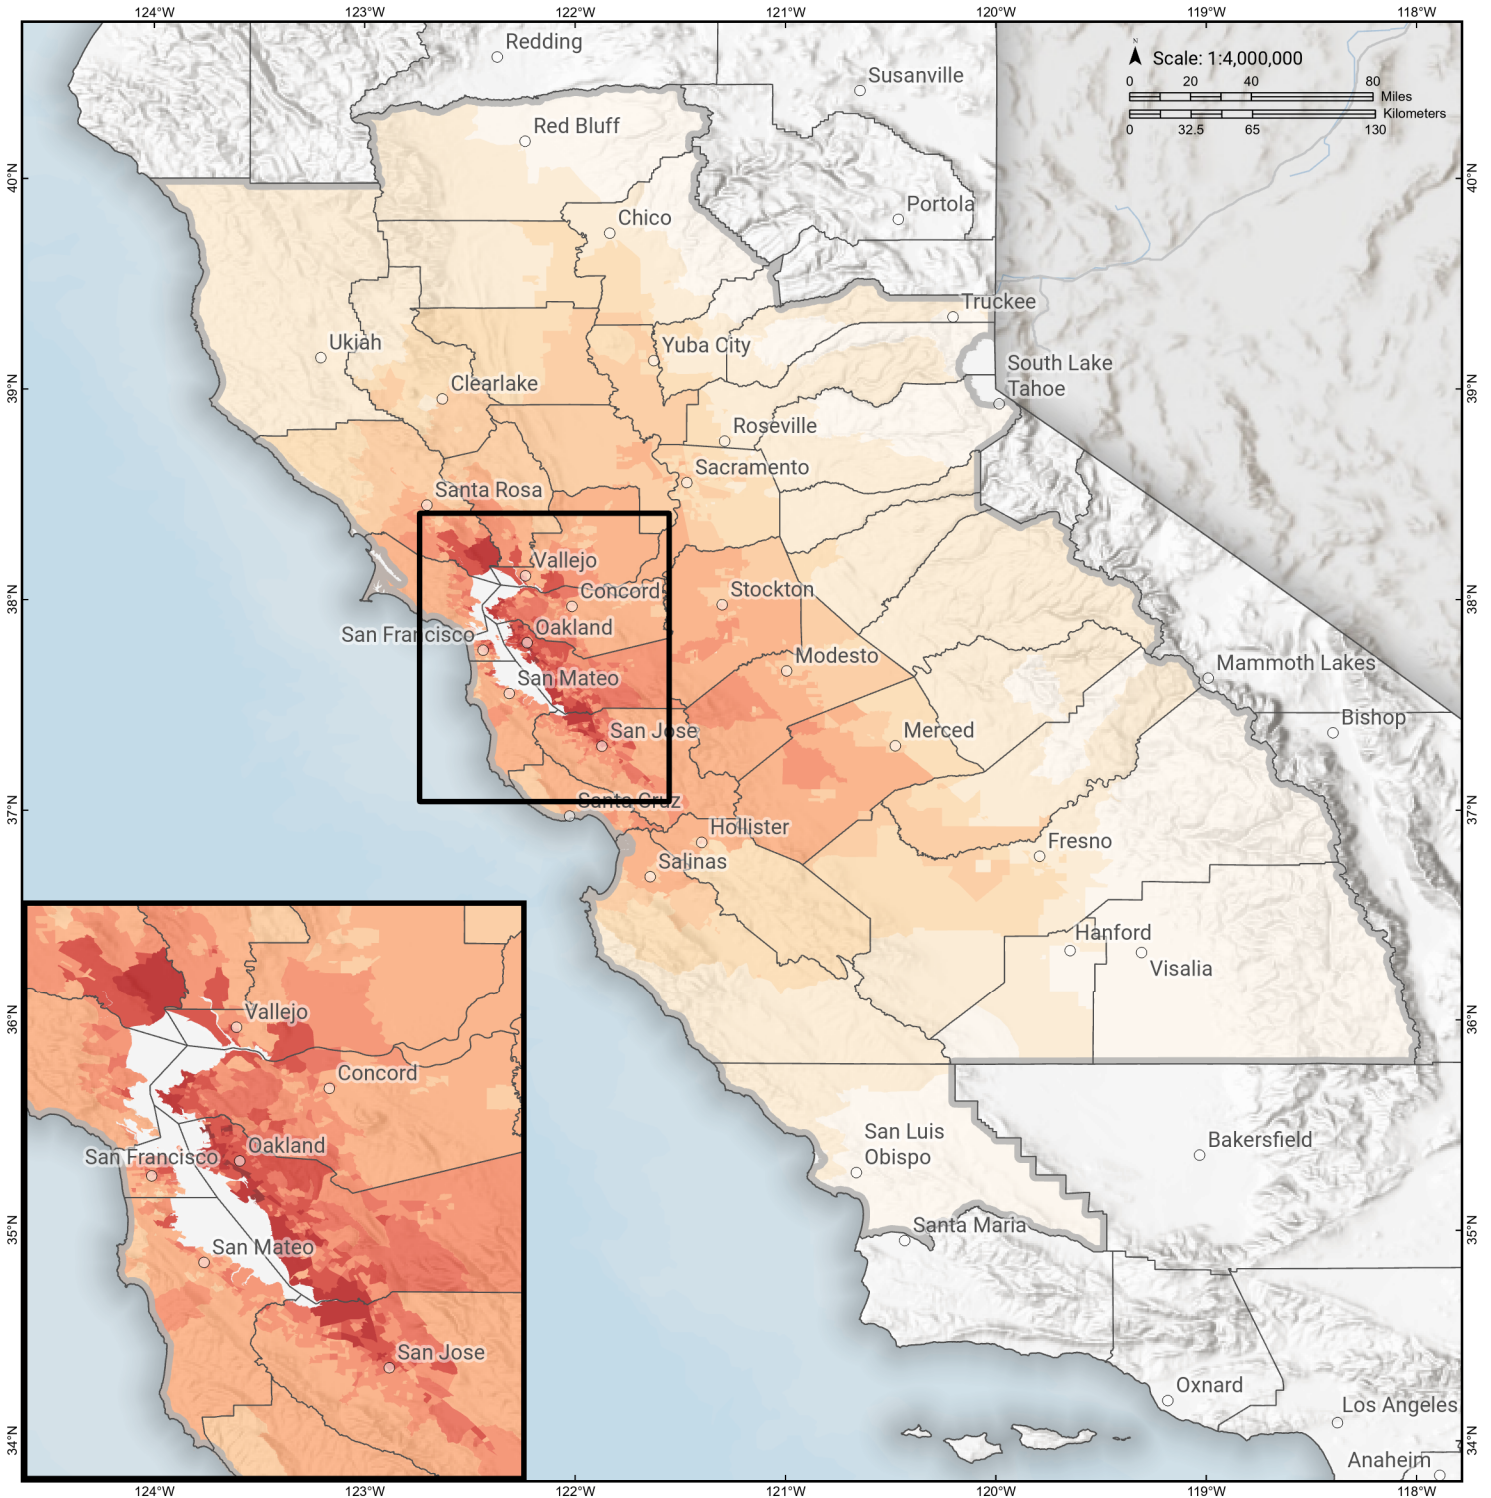 124°W 123°W 122°W 121°W 120°W 119°W 118°W
N
Scale: 1:4,000,000
0 20 40 80
Miles
Kilometers
0 32.5 65 130
Redding
Susanville
Red Bluff
40°N 40°N
Portola
Chico
Truckee
Ukiah
Yuba City
South Lake
Tahoe
39°N 39°N
Clearlake
Roseville
Sacramento
Santa Rosa
Vallejo
Concord
Stockton
38°N 38°N
Oakland
San Francisco
Modesto
Mammoth Lakes
San Mateo
Bishop
San Jose
Merced
Santa Cruz
37°N 37°N
Hollister
Fresno
Salinas
Hanford
Visalia
36°N 36°N
Vallejo
Concord
Oakland
San Francisco
San Luis
Obispo
Bakersfield
35°N 35°N
Santa Maria
San Mateo
San Jose
Oxnard
Los Angeles
34°N 34°N
Anaheim
124°W 123°W 122°W 121°W 120°W 119°W 118°W